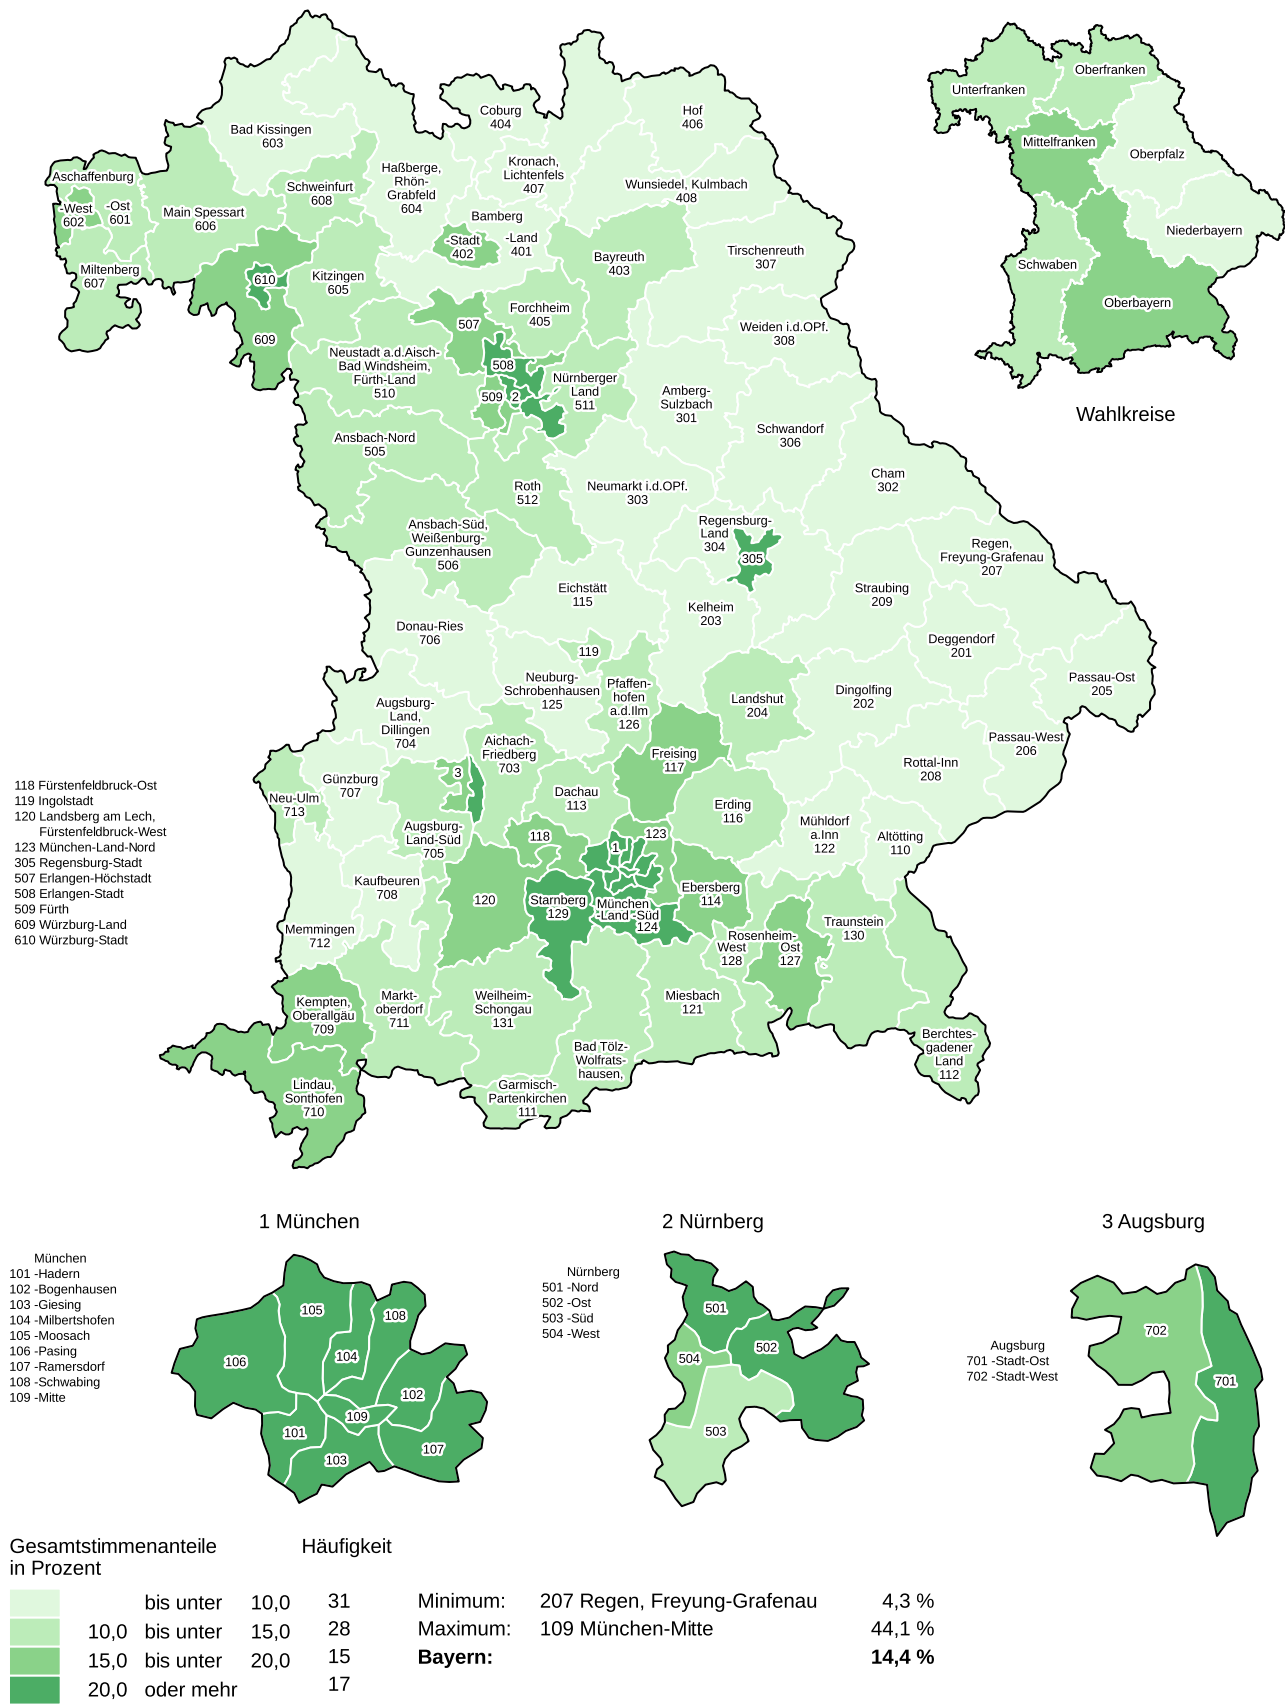 Bad Kissingen
603
Coburg
404
Hof
406
Haßberge,
Rhön-
Grabfeld
604
Kronach,
Lichtenfels
407
Wunsiedel, Kulmbach
408
Aschaffenburg
-West
602
-Ost
601
Main Spessart
606
Schweinfurt
608
Bamberg
-Stadt
402
-Land
401
Bayreuth
403
Tirschenreuth
307
Miltenberg
607
610
Kitzingen
605
Forchheim
405
507
609
Weiden i.d.OPf.
308
Neustadt a.d.Aisch-
Bad Windsheim,
Fürth-Land
510
508
509
2
Nürnberger
Land
511
Amberg-
Sulzbach
301
Schwandorf
306
Ansbach-Nord
505
Roth
512
Neumarkt i.d.OPf.
303
Cham
302
Ansbach-Süd,
Weißenburg-
Gunzenhausen
506
Regensburg-
Land
304
305
Regen,
Freyung-Grafenau
207
Eichstätt
115
Kelheim
203
Straubing
209
Donau-Ries
706
119
Deggendorf
201
Neuburg-
Schrobenhausen
125
Pfaffen-
hofen
a.d.Ilm
126
Landshut
204
Dingolfing
202
Passau-Ost
205
Augsburg-
Land,
Dillingen
704
Aichach-
Friedberg
703
Freising
117
Passau-West
206
Rottal-Inn
208
Günzburg
707
3
Neu-Ulm
713
Dachau
113
Erding
116
Augsburg-
Land-Süd
705
118
123
1
Mühldorf
a.Inn
122
Altötting
110
Kaufbeuren
708
120
Starnberg
129
München
-Land -Süd
124
Ebersberg
114
Memmingen
712
Rosenheim-
West
128
Ost
127
Traunstein
130
Kempten,
Oberallgäu
709
Markt-
oberdorf
711
Weilheim-
Schongau
131
Miesbach
121
Berchtes-
gadener
Land
112
Bad Tölz-
Wolfrats-
hausen,
Garmisch-
Partenkirchen
111
Lindau,
Sonthofen
710
Unterfranken
Oberfranken
Mittelfranken
Oberpfalz
Niederbayern
Schwaben
Oberbayern
Wahlkreise
118 Fürstenfeldbruck-Ost
119 Ingolstadt
120 Landsberg am Lech,
Fürstenfeldbruck-West
123 München-Land-Nord
305 Regensburg-Stadt
507 Erlangen-Höchstadt
508 Erlangen-Stadt
509 Fürth
609 Würzburg-Land
610 Würzburg-Stadt
1 München
München
101 -Hadern
102 -Bogenhausen
103 -Giesing
104 -Milbertshofen
105 -Moosach
106 -Pasing
107 -Ramersdorf
108 -Schwabing
109 -Mitte
105
108
104
106
102
109
101
103
107
2 Nürnberg
Nürnberg
501 -Nord
502 -Ost
503 -Süd
504 -West
501
502
504
503
3 Augsburg
Augsburg
701 -Stadt-Ost
702 -Stadt-West
702
701
Gesamtstimmenanteile
in Prozent
Häufigkeit
bis unter 10,0 31
10,0 bis unter 15,0 28
15,0 bis unter 20,0 15
20,0 oder mehr 17
Minimum: 207 Regen, Freyung-Grafenau 4,3 %
Maximum: 109 München-Mitte 44,1 %
Bayern: 14,4 %